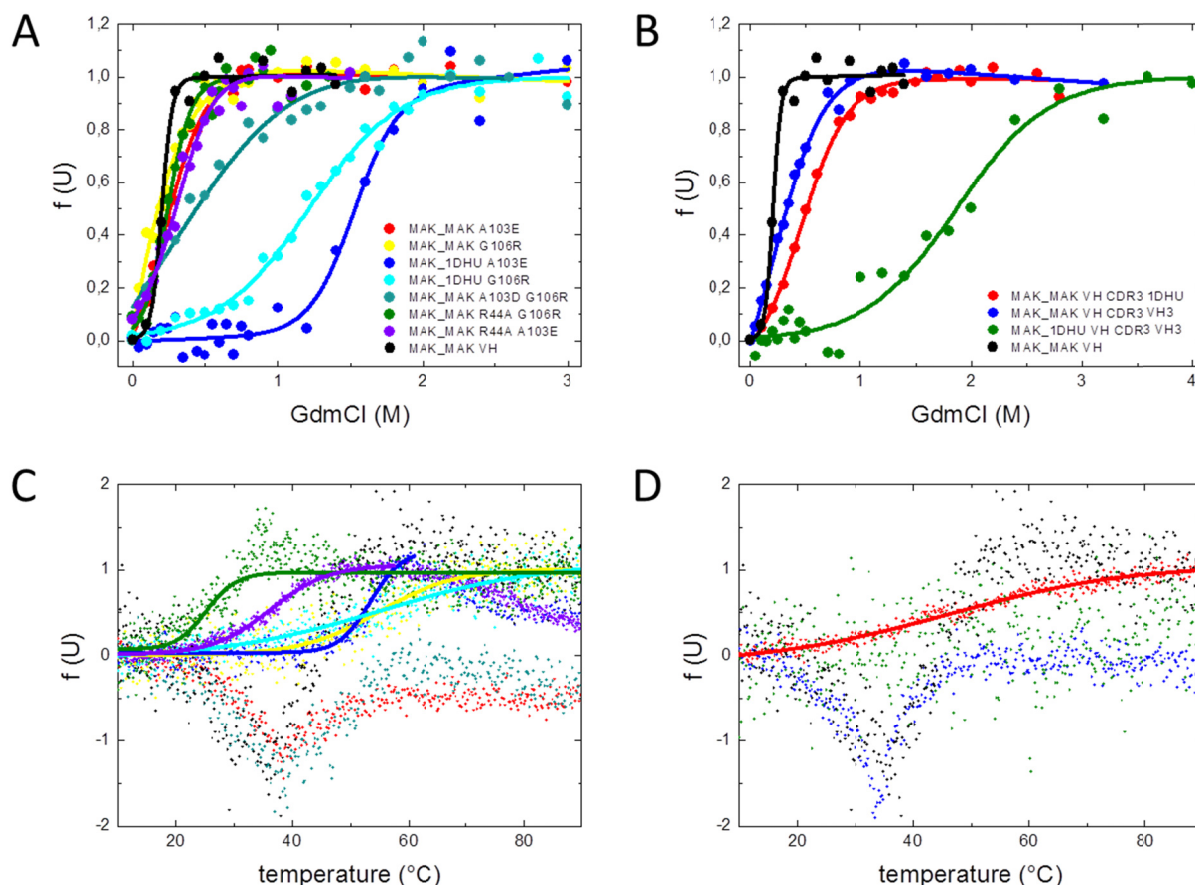 A
1,2
1,0
0,8
0,6
0,4
0,2
0,0
f (U)
0
1
2
3
GdmCl (M)
MAK_MAK A103E
MAK_MAK G106R
MAK_1DHU A103E
MAK_1DHU G106R
MAK_MAK A103D G106R
MAK_MAK R44A G106R
MAK_MAK R44A A103E
MAK_MAK VH
B
1,2
1,0
0,8
0,6
0,4
0,2
0,0
f (U)
0
1
2
3
4
GdmCl (M)
MAK_MAK VH CDR3 1DHU
MAK_MAK VH CDR3 VH3
MAK_1DHU VH CDR3 VH3
MAK_MAK VH
C
2
1
0
-1
-2
f (U)
20
40
60
80
temperature (°C)
D
2
1
0
-1
-2
f (U)
20
40
60
80
temperature (°C)